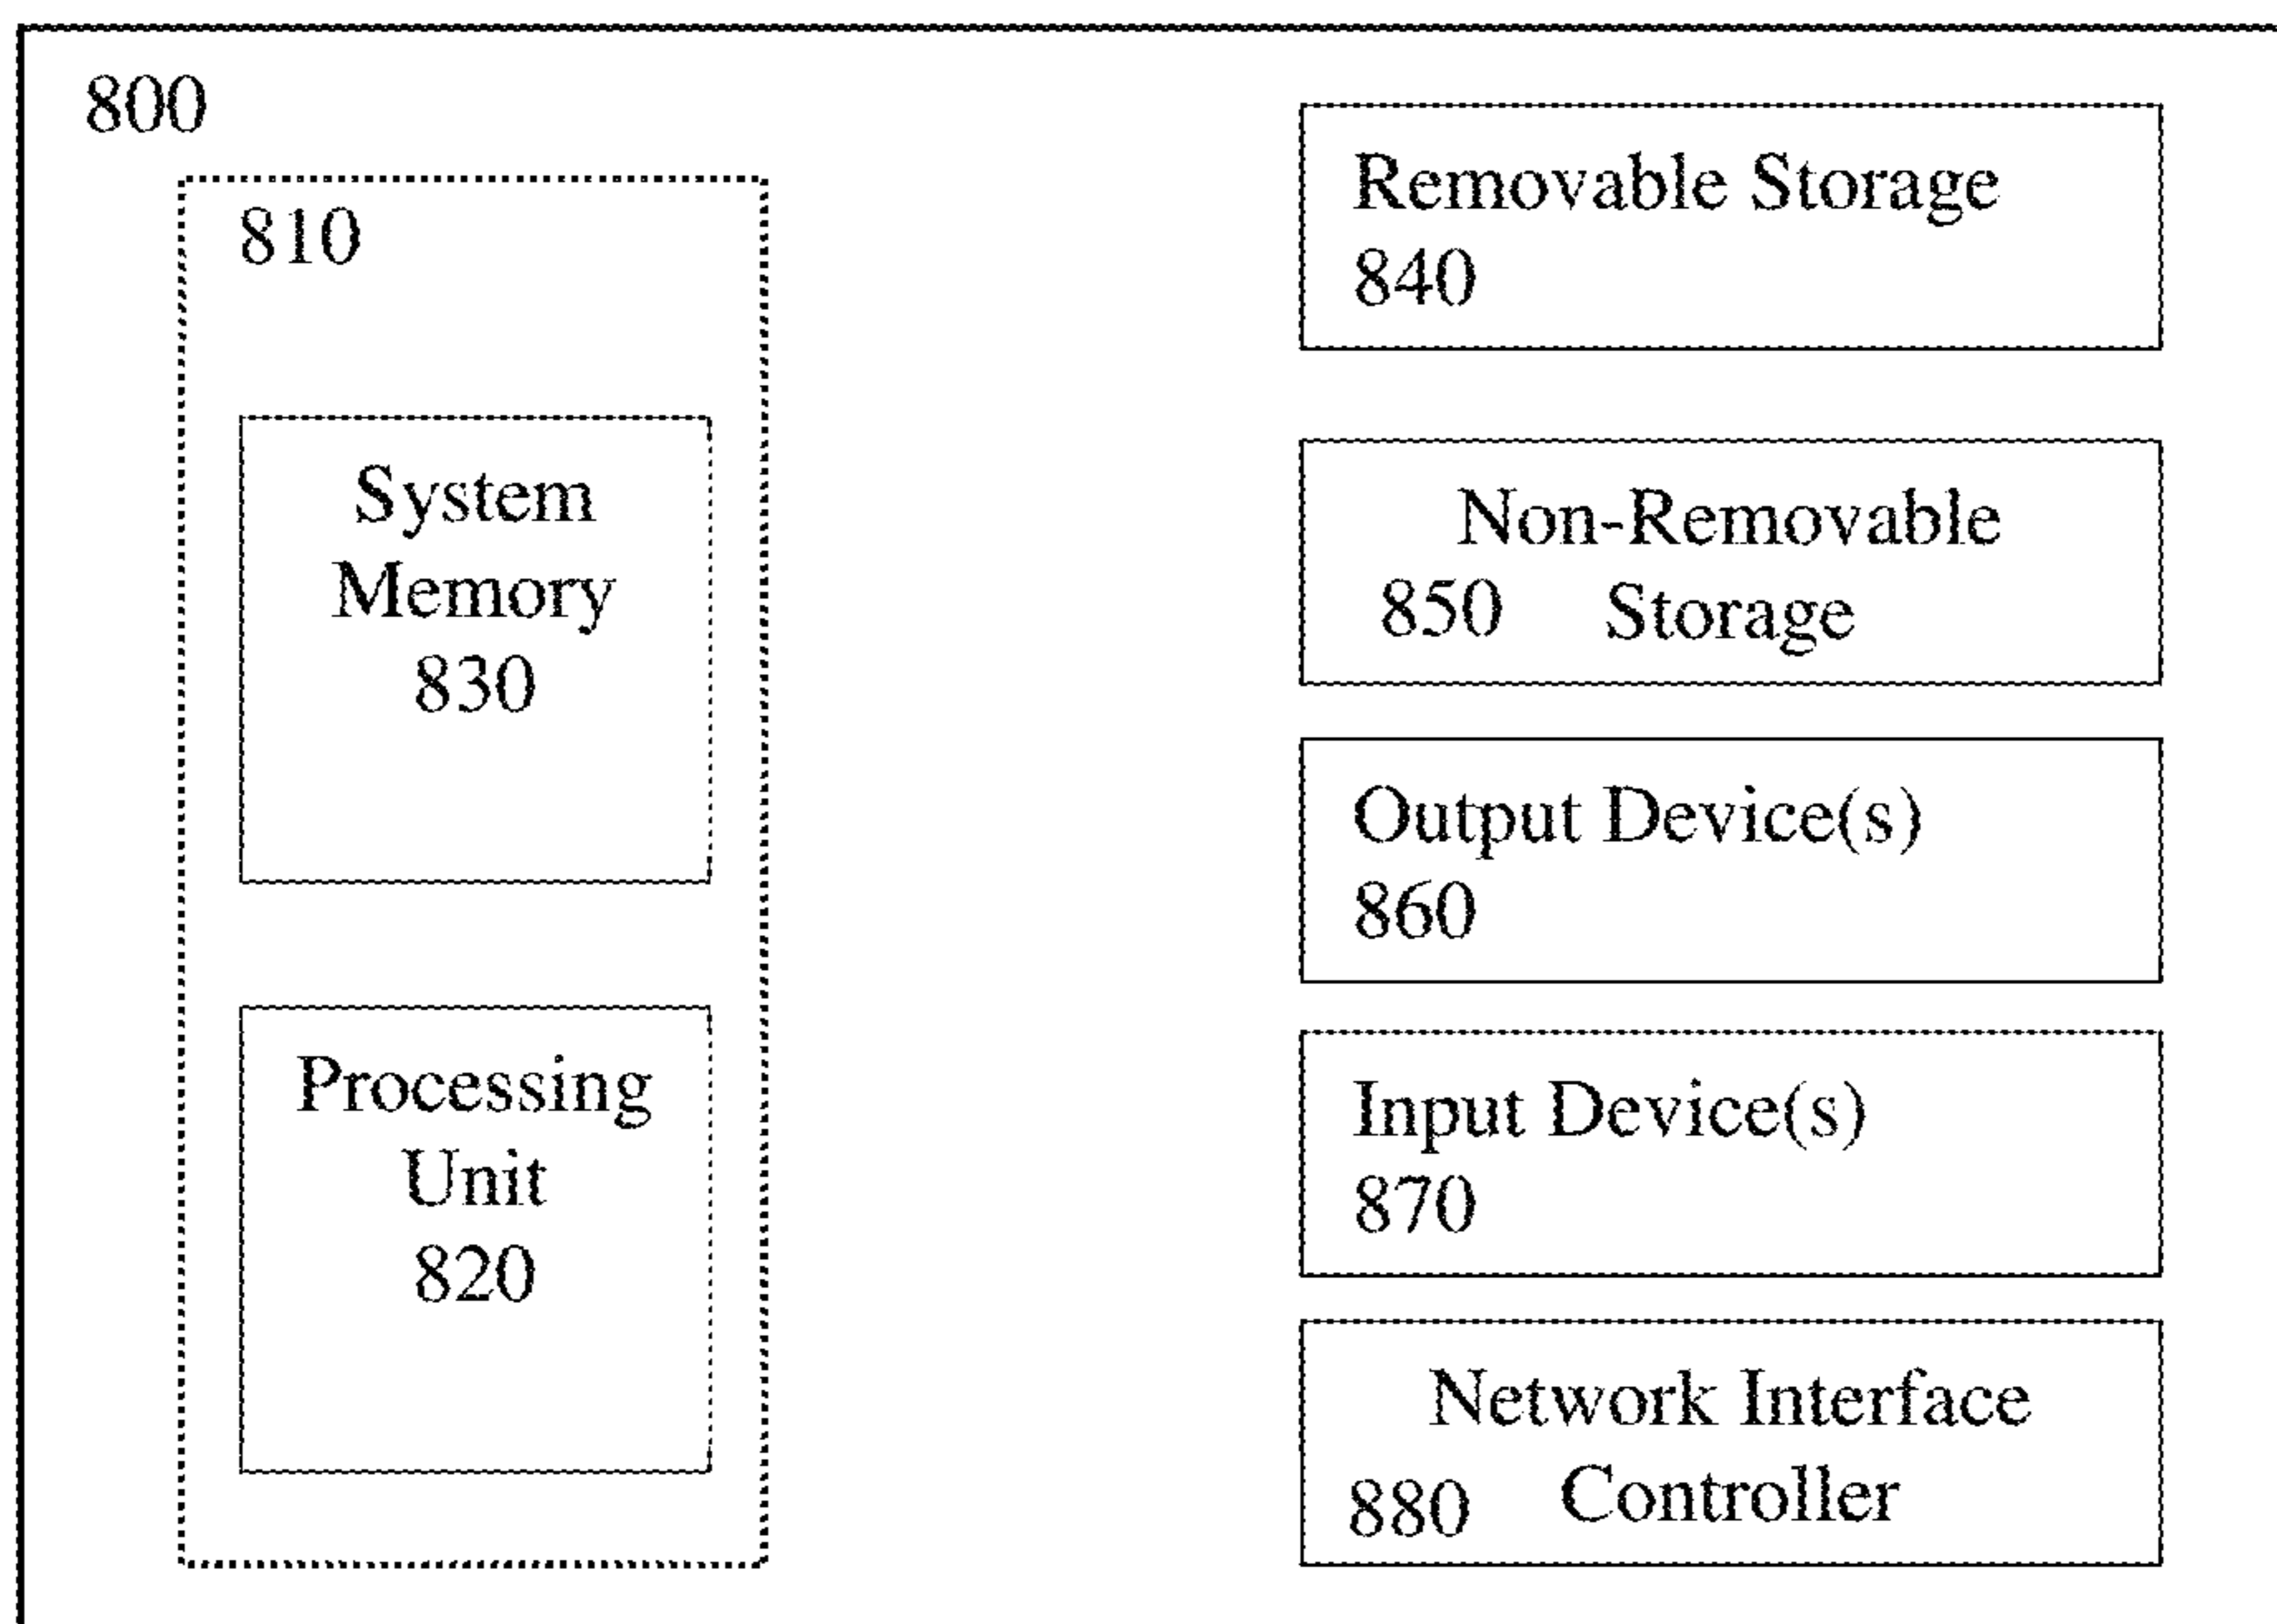 800
810
System
Memory
830
Processing
Unit
820
Removable Storage
840
Non-Removable
850 Storage
Output Device(s)
860
Input Device(s)
870
Network Interface
880 Controller